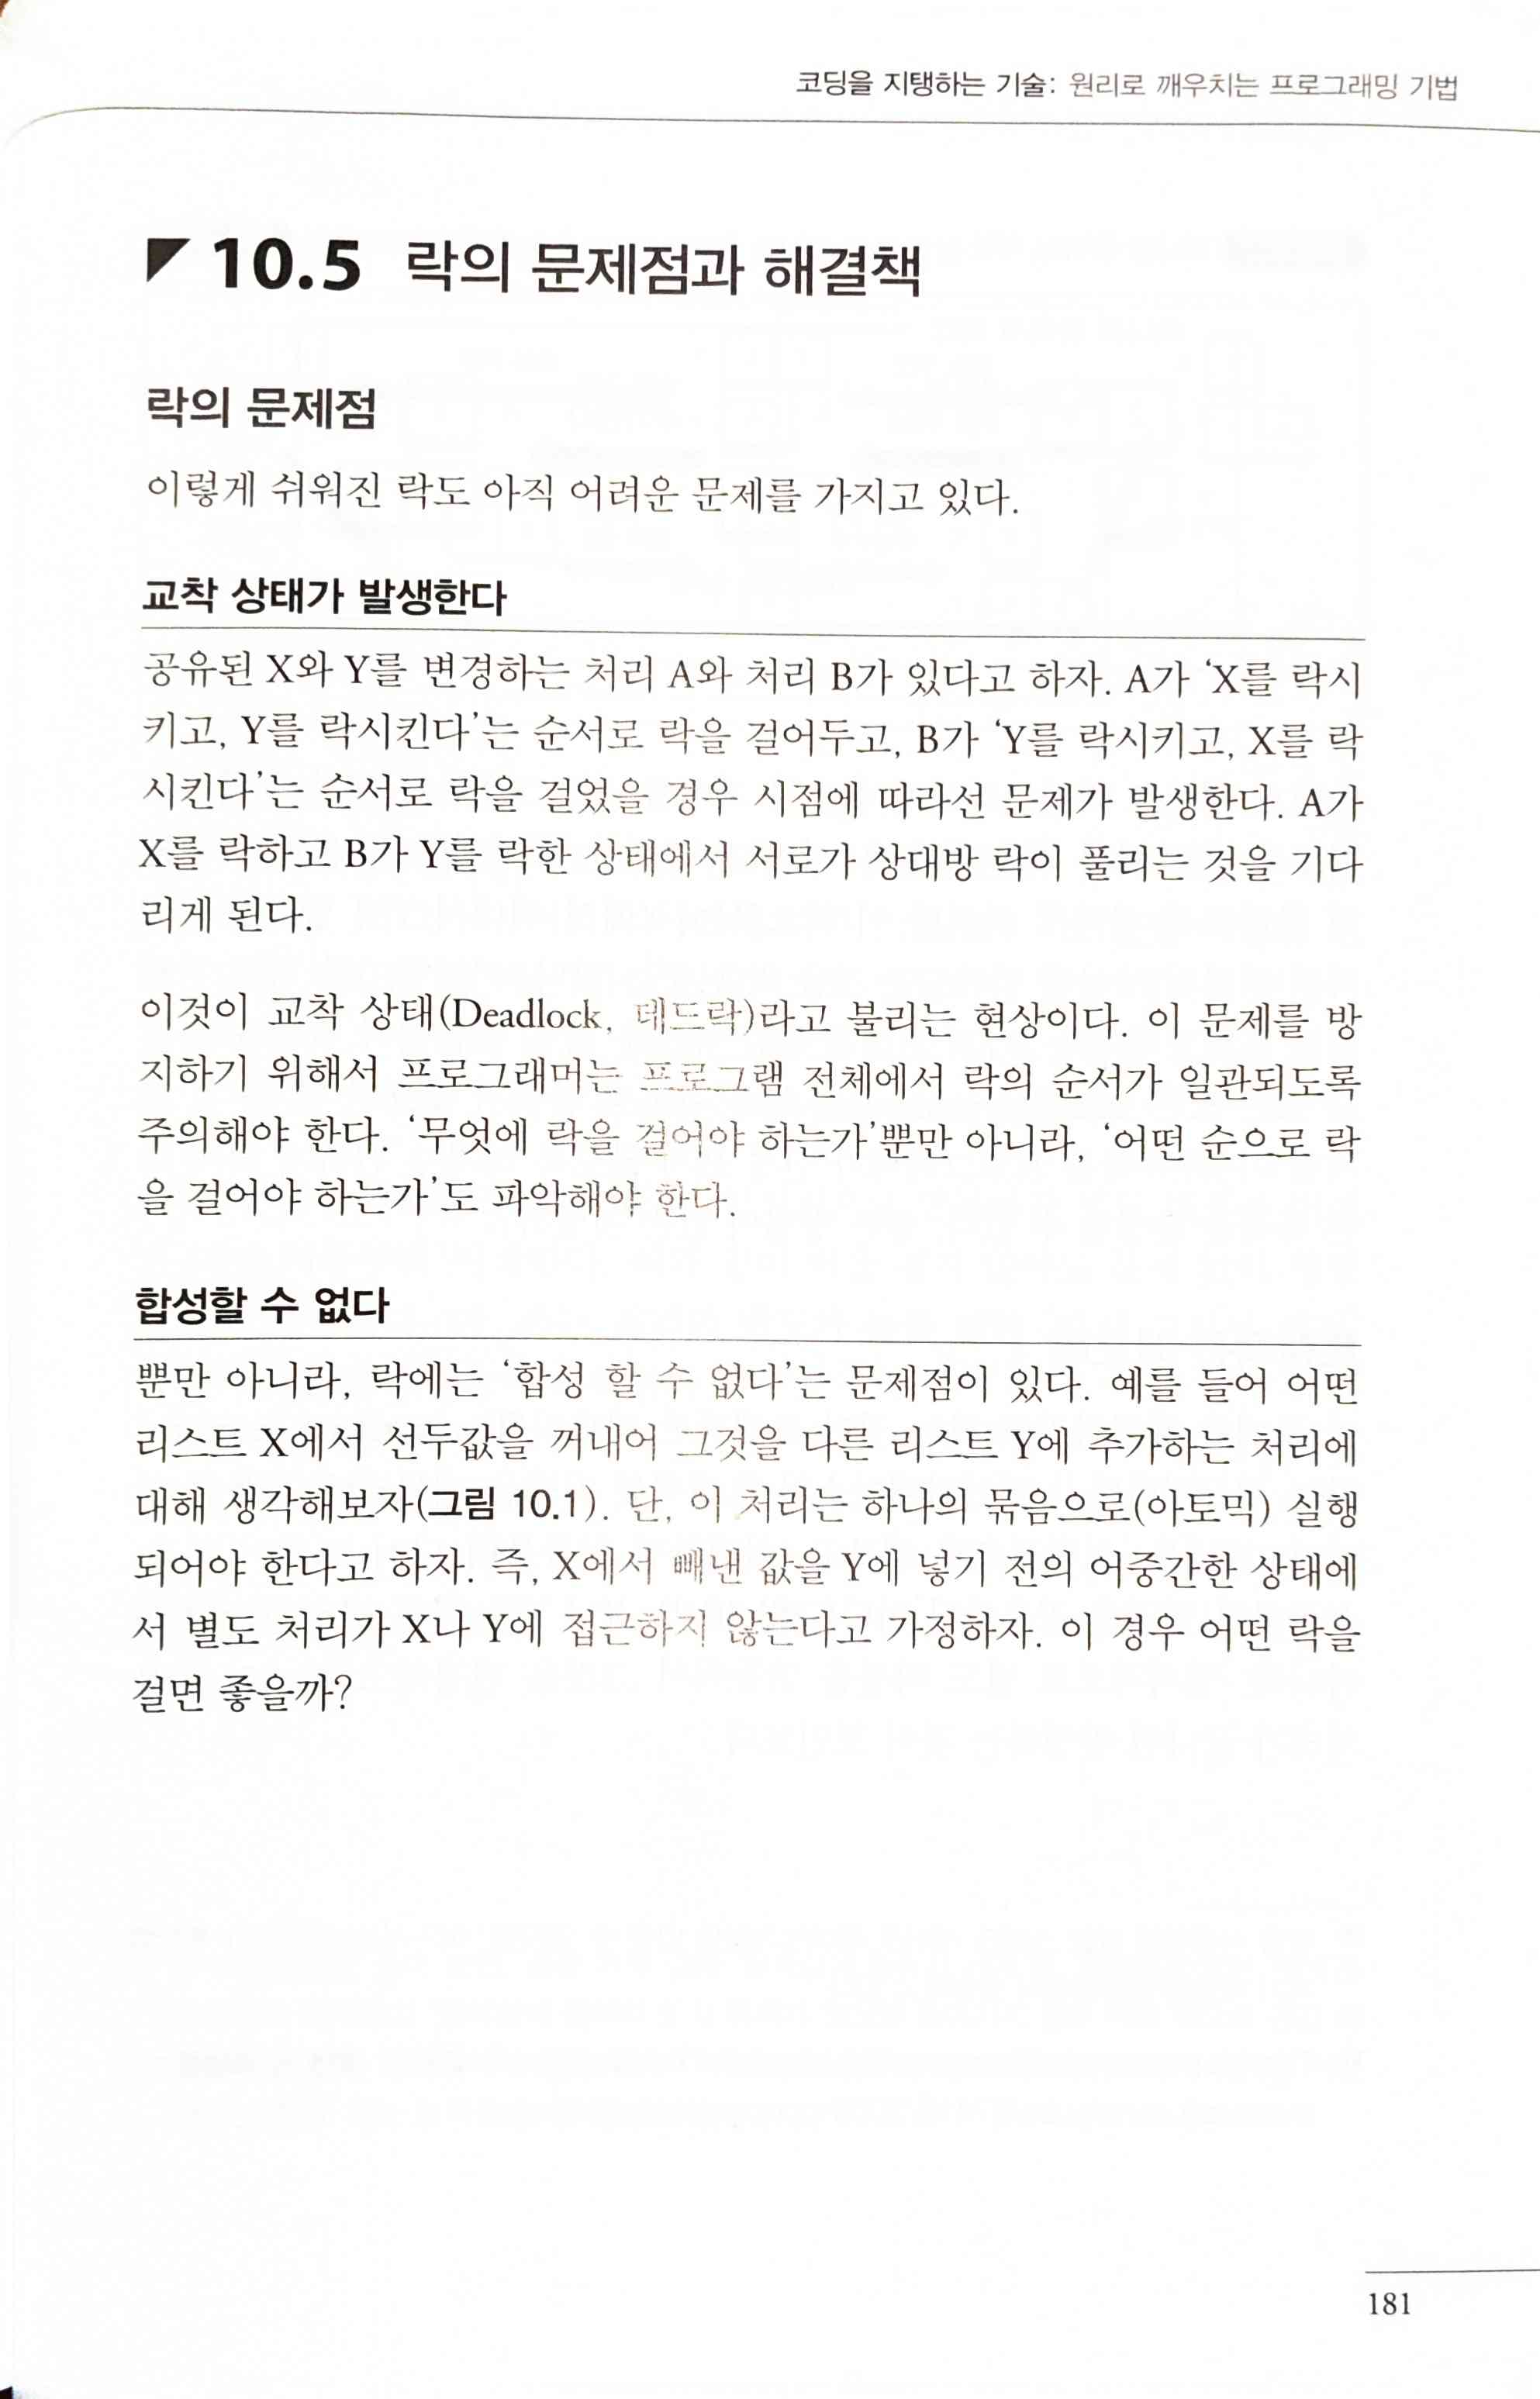 코딩을 지탱하는 기술: 원리로 깨우치는 프로그래밍 기법
10.5 락의 문제점과 해결책
락의 문제점
이렇게 쉬워진 락도 아직 어려운 문제를 가지고 있다.
교착 상태가 발생한다
공유된 X와 Y를 변경하는 처리 A와 처리 B가 있다고 하자. A가 ‘X를 락시
키고, Y를 락시킨다’는 순서로 락을 걸어두고, B가 ‘Y를 락시키고, X를 락
시킨다’는 순서로 락을 걸었을 경우 시점에 따라선 문제가 발생한다. A가
X를 락하고 B가 Y를 락한 상태에서 서로가 상대방 락이 풀리는 것을 기다
리게 된다.
이것이 교착 상태(Deadlock, 데드락)라고 불리는 현상이다. 이 문제를 방
지하기 위해서 프로그래머는 프로그램 전체에서 락의 순서가 일관되도록
주의해야 한다. ‘무엇에 락을 걸어야 하는가’뿐만 아니라, ‘어떤 순으로 락
을 걸어야 하는가’도 파악해야 한다.
합성할 수 없다
뿐만 아니라, 락에는 ‘합성 할 수 없다’는 문제점이 있다. 예를 들어 어떤
리스트 X에서 선두값을 꺼내어 그것을 다른 리스트 Y에 추가하는 처리에
대해 생각해보자(그림 10.1). 단, 이 처리는 하나의 묶음으로(아토믹) 실행
되어야 한다고 하자. 즉, X에서 빼낸 값을 Y에 넣기 전의 어중간한 상태에
서 별도 처리가 X나 Y에 접근하지 않는다고 가정하자. 이 경우 어떤 락을
걸면 좋을까?
181